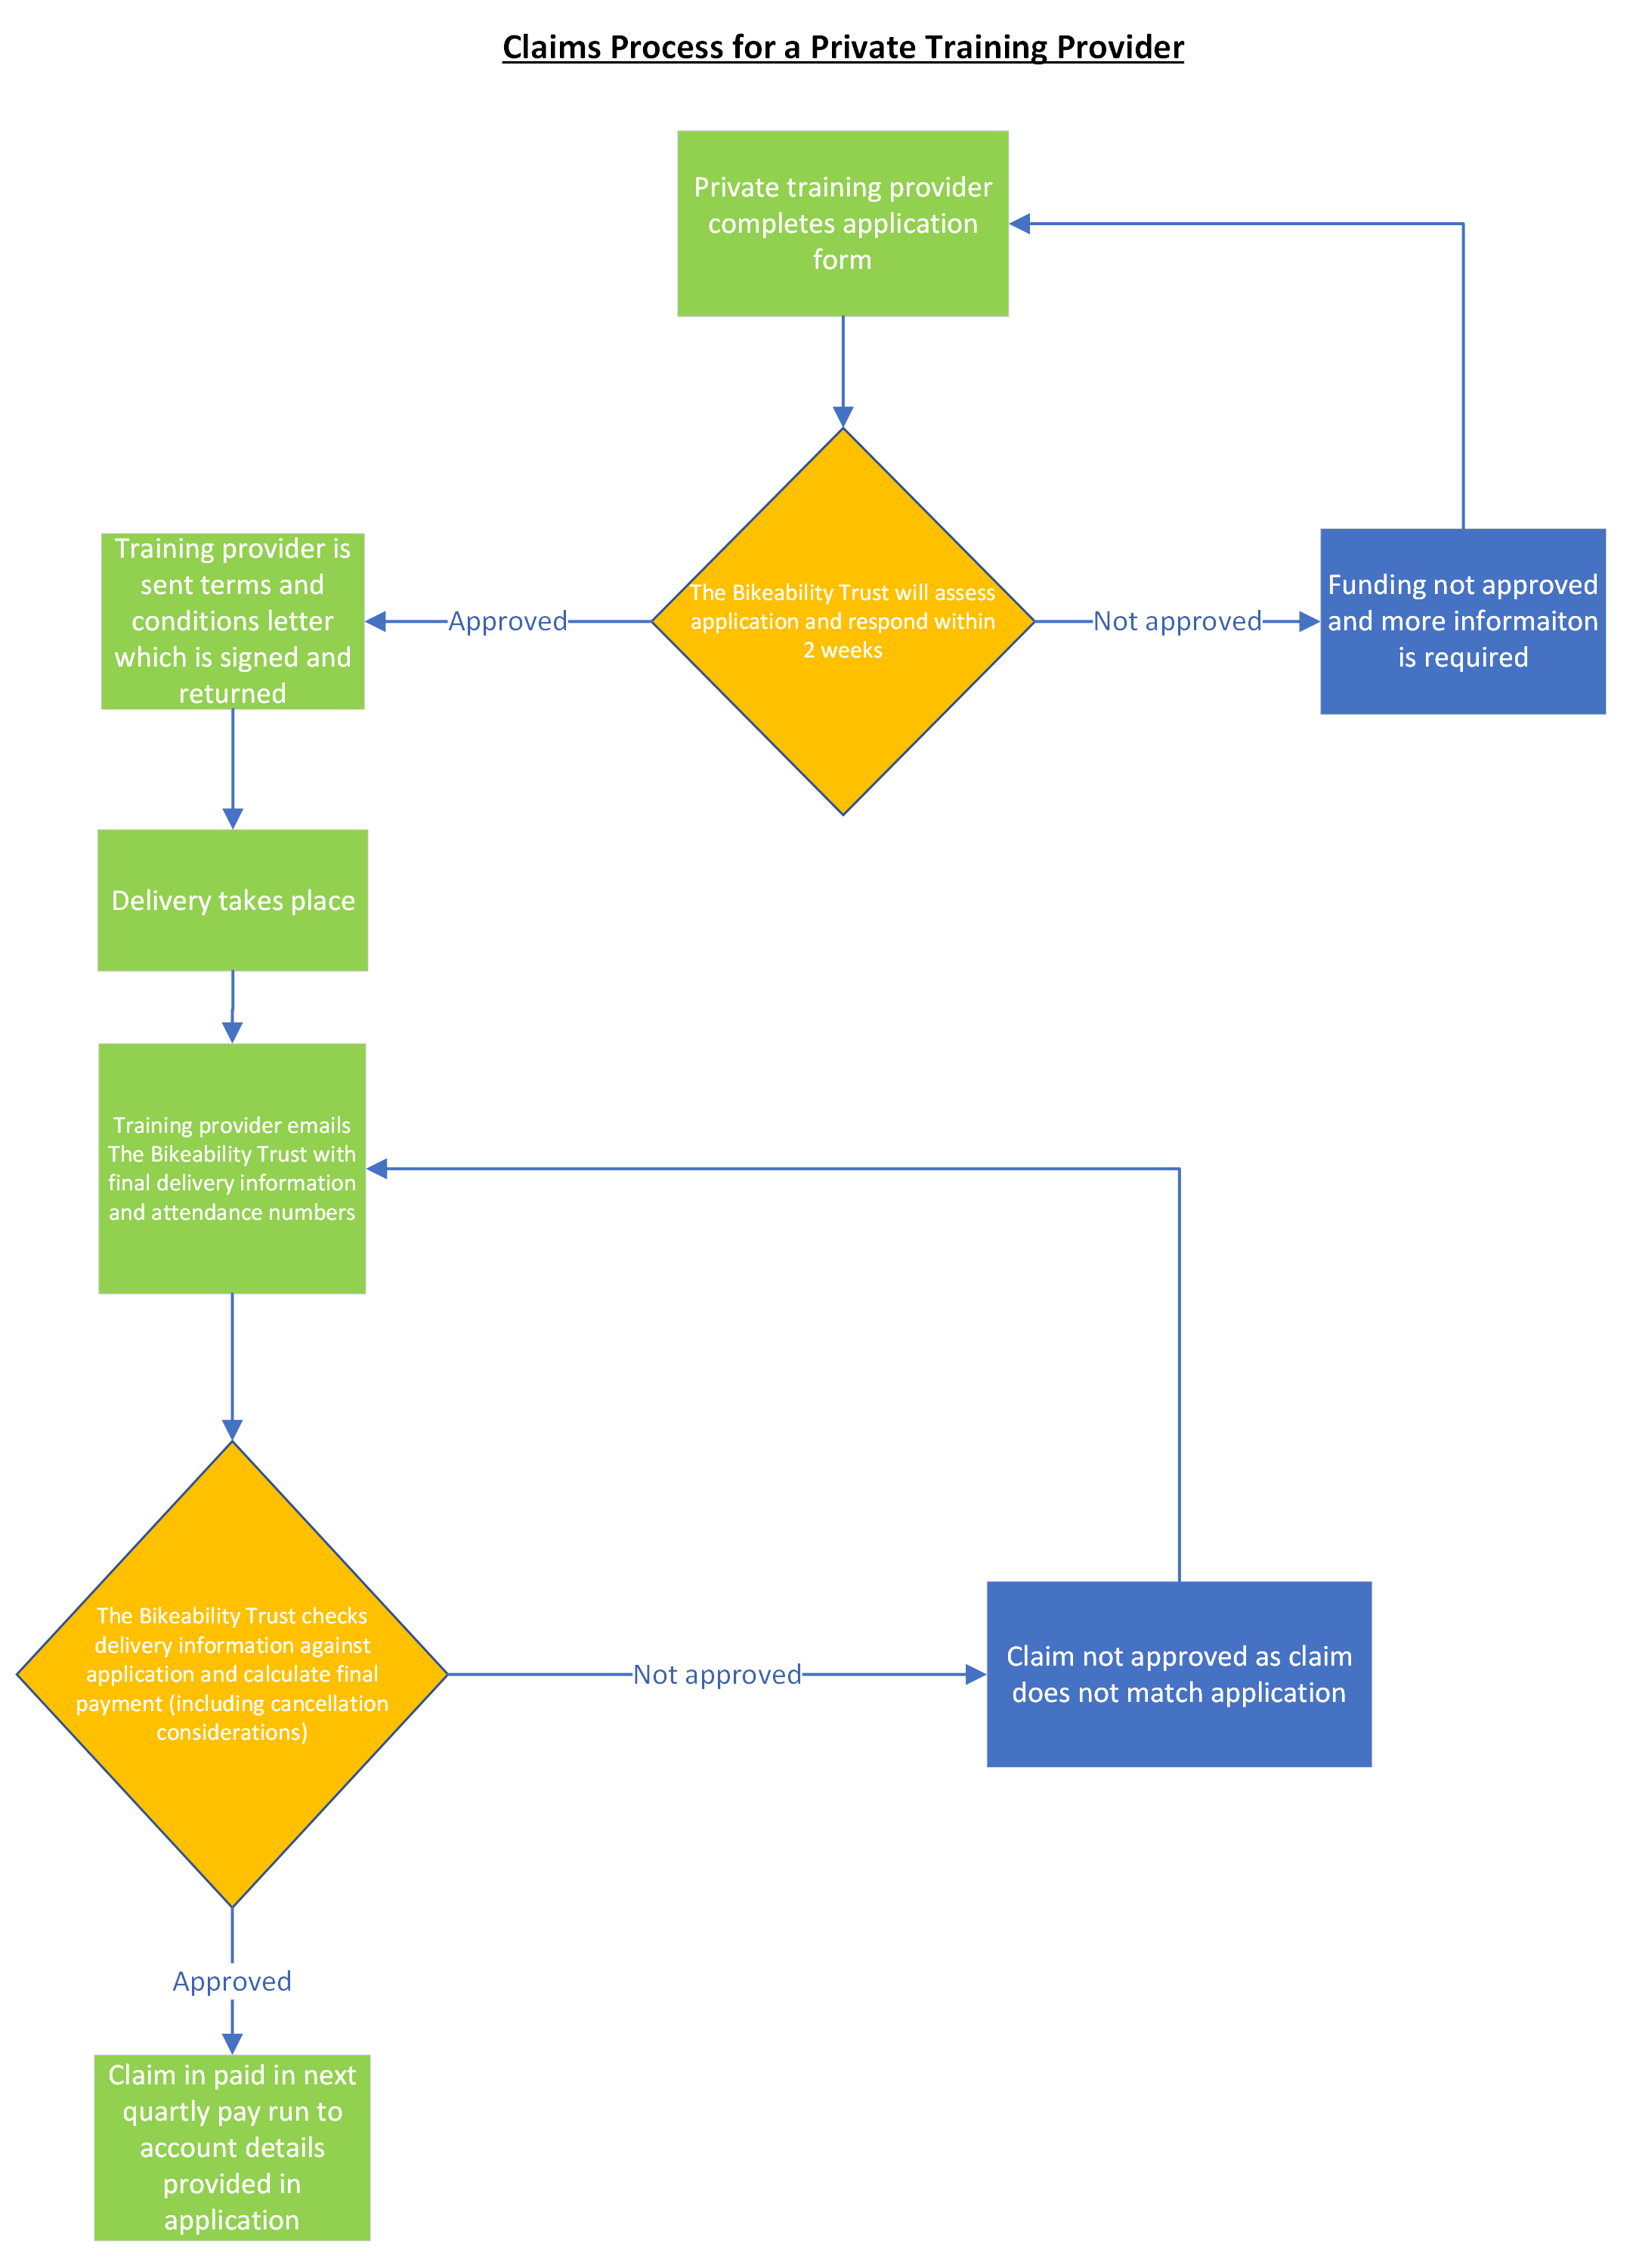 Claims Process for a Private Training Provider
Private training provider
completes application
form
Training provider is
sent terms and
conditions letter
which is signed and
returned
Approved
The Bikeability Trust will assess
application and respond within
2 weeks
Not approved
Funding not approved
and more informaiton
is required
Delivery takes place
Training provider emails
The Bikeability Trust with
final delivery information
and attendance numbers
The Bikeability Trust checks
delivery information against
application and calculate final
payment (including cancellation
considerations)
Not approved
Claim not approved as claim
does not match application
Approved
Claim in paid in next
quartly pay run to
account details
provided in
application